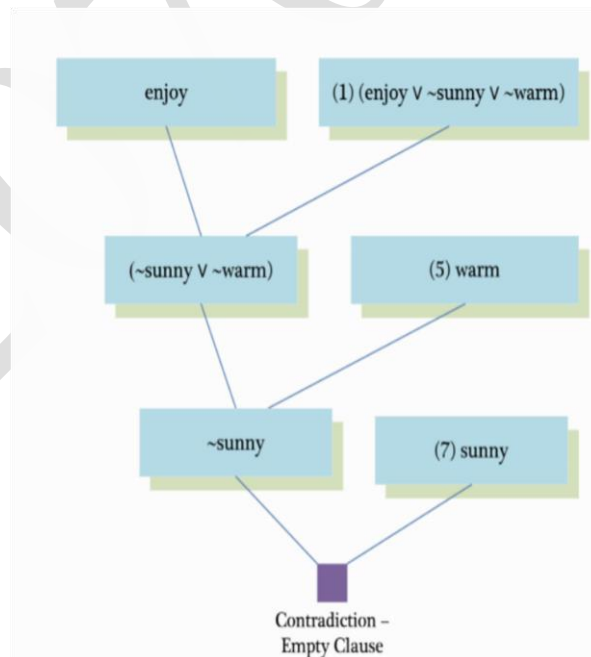 enjoy
(1) (enjoy V ~sunny V ~warm)
(~sunny V ~warm)
(5) warm
~sunny
(7) sunny
Contradiction –
Empty Clause